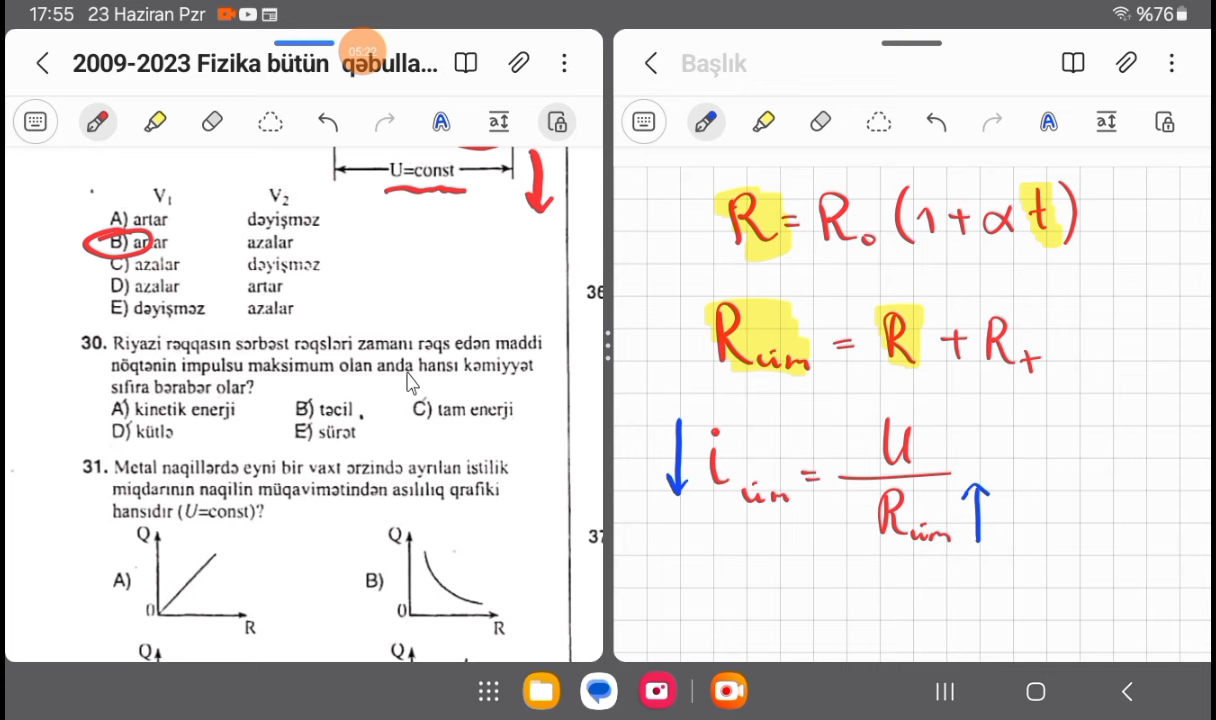 17:55 23 Haziran Pzr
%76
2009-2023 Fizika bütün qəbulla...
05:22
U=const
V₁ V₂
A) artar dəyişməz
B) artar azalar
C) azalar dəyişməz
D) azalar artar
E) dəyişməz azalar
30. Riyazi rəqqasın sərbəst rəqsləri zamanı rəqs edən maddi
nöqtənin impulsu maksimum olan anda hansı kəmiyyət
sıfıra bərabər olar?
A) kinetik enerji B) təcil C) tam enerji
D) kütlə E) sürət
31. Metal naqillərdə eyni bir vaxt ərzində ayrılan istilik
miqdarının naqilin müqavimətindən asılılıq qrafiki
hansıdır (U=const)?
Q Q
A) B)
0 R 0 R
Q Q
36
37
Başlık
R = R₀ (1 + αt)
Rüm = R + R+
iüm = U / Rüm